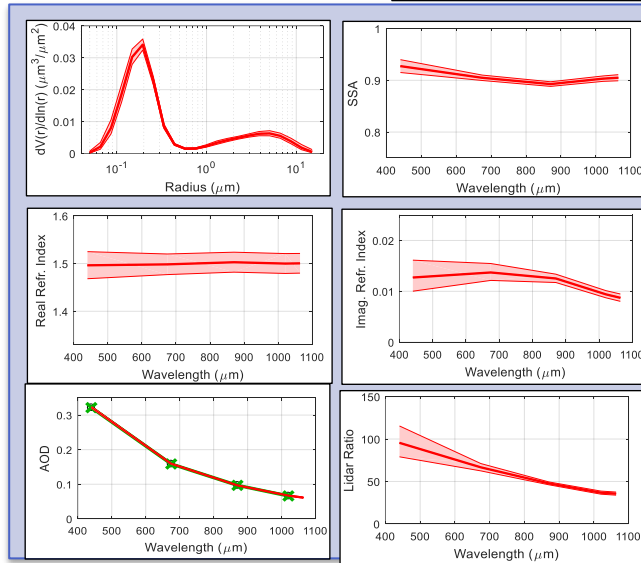 0.04
0.03
0.02
0.01
0
dV(r)/dln(r) (μm³/μm²)
10⁻¹ 10⁰ 10¹
Radius (μm)
1
0.9
0.8
SSA
400 500 600 700 800 900 1000 1100
Wavelength (μm)
1.6
1.5
1.4
Real Refr. Index
400 500 600 700 800 900 1000 1100
Wavelength (μm)
0.02
0.01
0
Imag. Refr. Index
400 500 600 700 800 900 1000 1100
Wavelength (μm)
0.3
0.2
0.1
0
AOD
400 500 600 700 800 900 1000 1100
Wavelength (μm)
150
100
50
0
Lidar Ratio
400 500 600 700 800 900 1000 1100
Wavelength (μm)